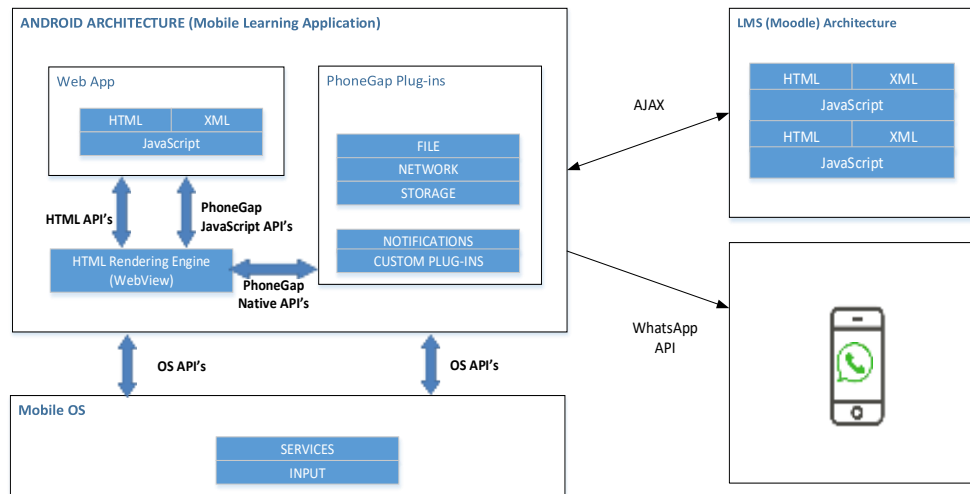 ANDROID ARCHITECTURE (Mobile Learning Application)
Web App
HTML
XML
JavaScript
HTML API's
PhoneGap
JavaScript API's
HTML Rendering Engine
(WebView)
PhoneGap
Native API's
PhoneGap Plug-ins
FILE
NETWORK
STORAGE
NOTIFICATIONS
CUSTOM PLUG-INS
OS API's
OS API's
Mobile OS
SERVICES
INPUT
AJAX
LMS (Moodle) Architecture
HTML
XML
JavaScript
HTML
XML
JavaScript
WhatsApp
API